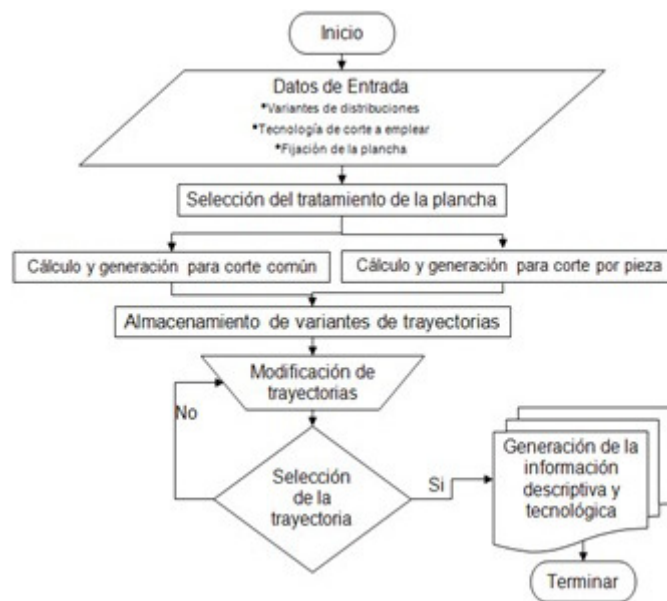 Inicio
Datos de Entrada
*Variantes de distribuciones
*Tecnología de corte a emplear
*Fijación de la plancha
Selección del tratamiento de la plancha
Cálculo y generación para corte común
Cálculo y generación para corte por pieza
Almacenamiento de variantes de trayectorias
Modificación de
trayectorias
No
Selección
de la
trayectoria
Si
Generación de la
información
descriptiva y
tecnológica
Terminar